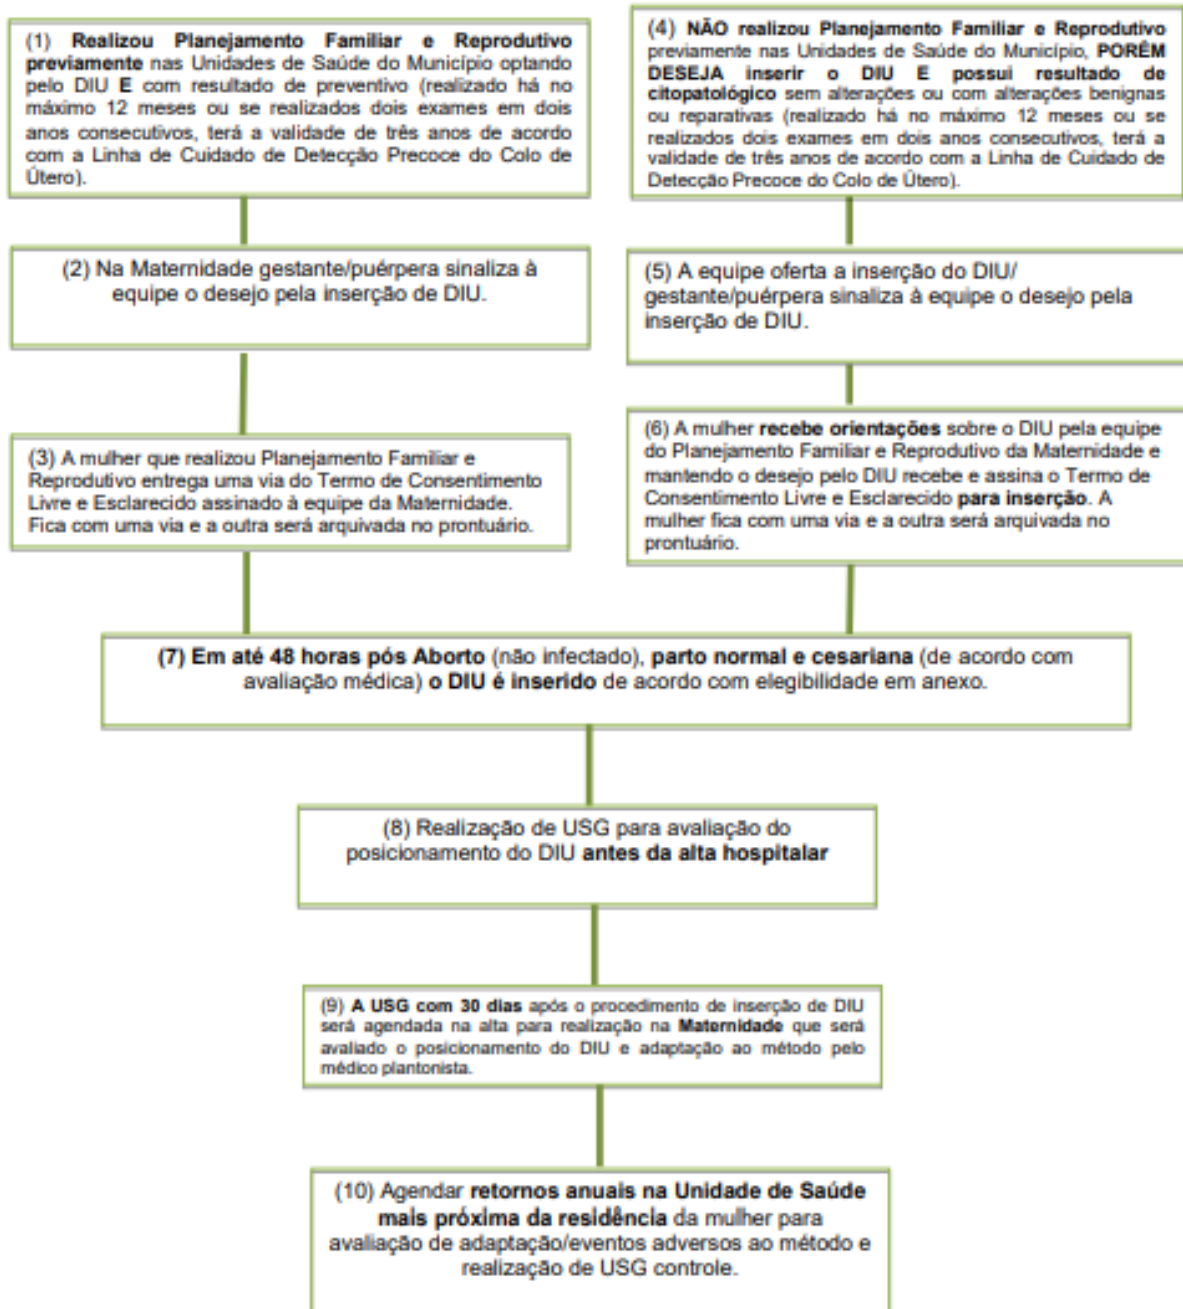 (1) Realizou Planejamento Familiar e Reprodutivo
previamente nas Unidades de Saúde do Município optando
pelo DIU E com resultado de preventivo (realizado há no
máximo 12 meses ou se realizados dois exames em dois
anos consecutivos, terá a validade de três anos de acordo
com a Linha de Cuidado de Detecção Precoce do Colo de
Útero).
(2) Na Maternidade gestante/puérpera sinaliza à
equipe o desejo pela inserção de DIU.
(3) A mulher que realizou Planejamento Familiar e
Reprodutivo entrega uma via do Termo de Consentimento
Livre e Esclarecido assinado à equipe da Maternidade.
Fica com uma via e a outra será arquivada no prontuário.
(4) NÃO realizou Planejamento Familiar e Reprodutivo
previamente nas Unidades de Saúde do Município, PORÉM
DESEJA inserir o DIU E possui resultado de
citopatológico sem alterações ou com alterações benignas
ou reparativas (realizado há no máximo 12 meses ou se
realizados dois exames em dois anos consecutivos, terá a
validade de três anos de acordo com a Linha de Cuidado de
Detecção Precoce do Colo de Útero).
(5) A equipe oferta a inserção do DIU/
gestante/puérpera sinaliza à equipe o desejo pela
inserção de DIU.
(6) A mulher recebe orientações sobre o DIU pela equipe
do Planejamento Familiar e Reprodutivo da Maternidade e
mantendo o desejo pelo DIU recebe e assina o Termo de
Consentimento Livre e Esclarecido para inserção. A
mulher fica com uma via e a outra será arquivada no
prontuário.
(7) Em até 48 horas pós Aborto (não infectado), parto normal e cesariana (de acordo com
avaliação médica) o DIU é inserido de acordo com elegibilidade em anexo.
(8) Realização de USG para avaliação do
posicionamento do DIU antes da alta hospitalar
(9) A USG com 30 dias após o procedimento de inserção de DIU
será agendada na alta para realização na Maternidade que será
avaliado o posicionamento do DIU e adaptação ao método pelo
médico plantonista.
(10) Agendar retornos anuais na Unidade de Saúde
mais próxima da residência da mulher para
avaliação de adaptação/eventos adversos ao método e
realização de USG controle.